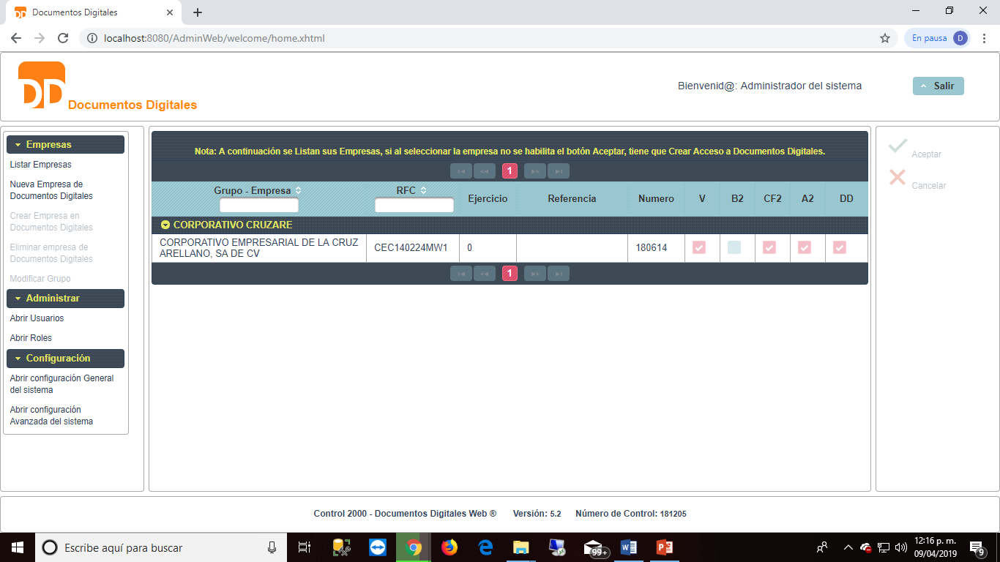 Documentos Digitales
localhost:8080/AdminWeb/welcome/home.xhtml
En pausa
D
DD
Documentos Digitales
Bienvenid@: Administrador del sistema
Salir
Empresas
Listar Empresas
Nueva Empresa de
Documentos Digitales
Crear Empresa en
Documentos Digitales
Eliminar empresa de
Documentos Digitales
Modificar Grupo
Administrar
Abrir Usuarios
Abrir Roles
Configuración
Abrir configuración General
del sistema
Abrir configuración
Avanzada del sistema
Nota: A continuación se Listan sus Empresas, si al seleccionar la empresa no se habilita el botón Aceptar, tiene que Crear Acceso a Documentos Digitales.
1
Grupo - Empresa RFC Ejercicio Referencia Numero V B2 CF2 A2 DD
CORPORATIVO CRUZARE
CORPORATIVO EMPRESARIAL DE LA CRUZ
ARELLANO, SA DE CV
CEC140224MW1 0 180614
1
Aceptar
Cancelar
Control 2000 - Documentos Digitales Web ® Versión: 5.2 Número de Control: 181205
Escribe aquí para buscar
99+
12:16 p. m.
09/04/2019
9